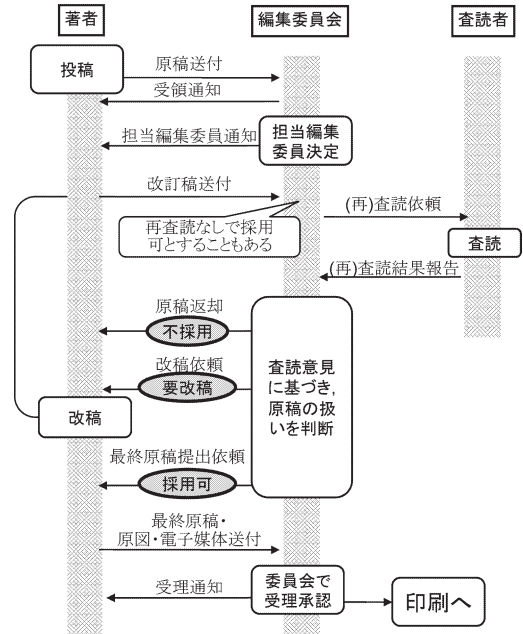 著者
編集委員会
査読者
投稿
原稿送付
受領通知
担当編集委員通知
担当編集
委員決定
改訂稿送付
再査読なしで採用
可とすることもある
(再)査読依頼
査読
(再)査読結果報告
原稿返却
不採用
改稿依頼
要改稿
改稿
査読意見
に基づき,
原稿の扱
いを判断
最終原稿提出依頼
採用可
最終原稿・
原図・電子媒体送付
受理通知
委員会で
受理承認
印刷へ